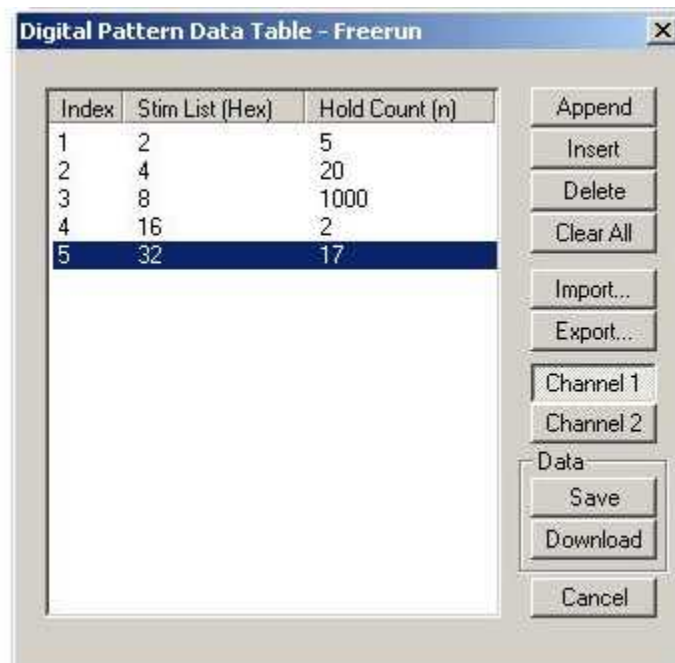 Digital Pattern Data Table - Freerun
Index Stim List (Hex) Hold Count (n)
1 2 5
2 4 20
3 8 1000
4 16 2
5 32 17
Append
Insert
Delete
Clear All
Import...
Export...
Channel 1
Channel 2
Data
Save
Download
Cancel